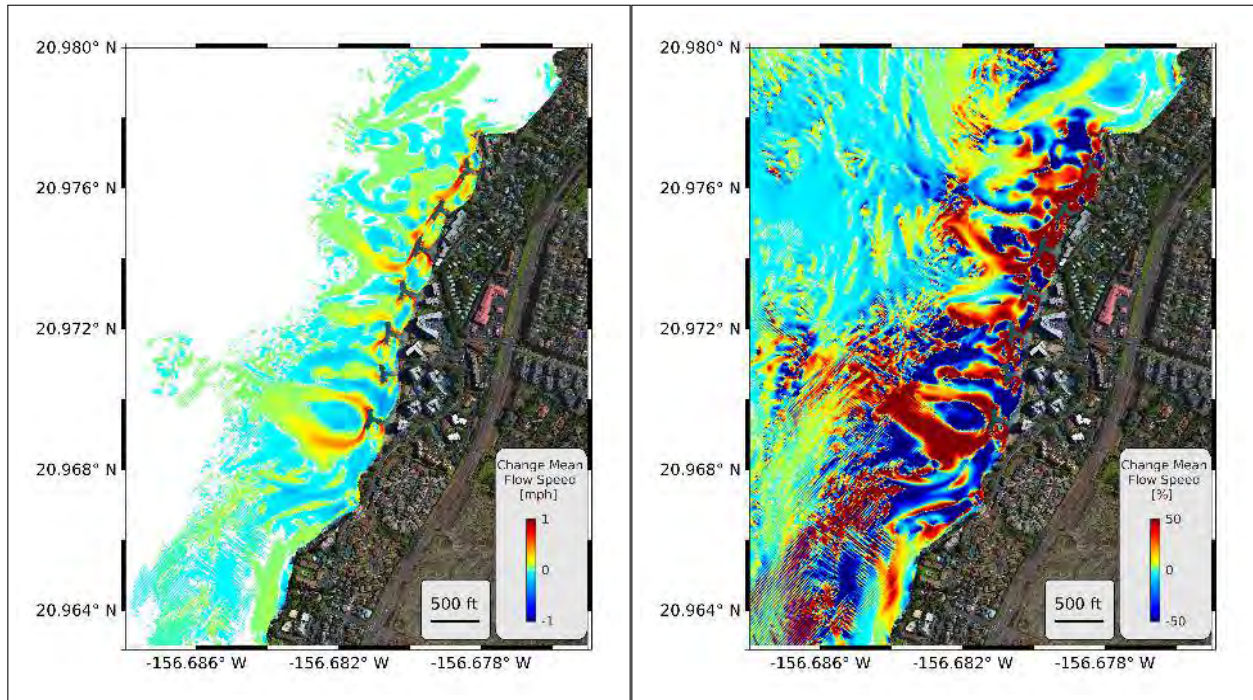 20.980° N
20.976° N
20.972° N
20.968° N
20.964° N
-156.686° W
-156.682° W
-156.678° W
500 ft
Change Mean
Flow Speed
[mph]
1
0
-1
20.980° N
20.976° N
20.972° N
20.968° N
20.964° N
-156.686° W
-156.682° W
-156.678° W
500 ft
Change Mean
Flow Speed
[%]
50
0
-50